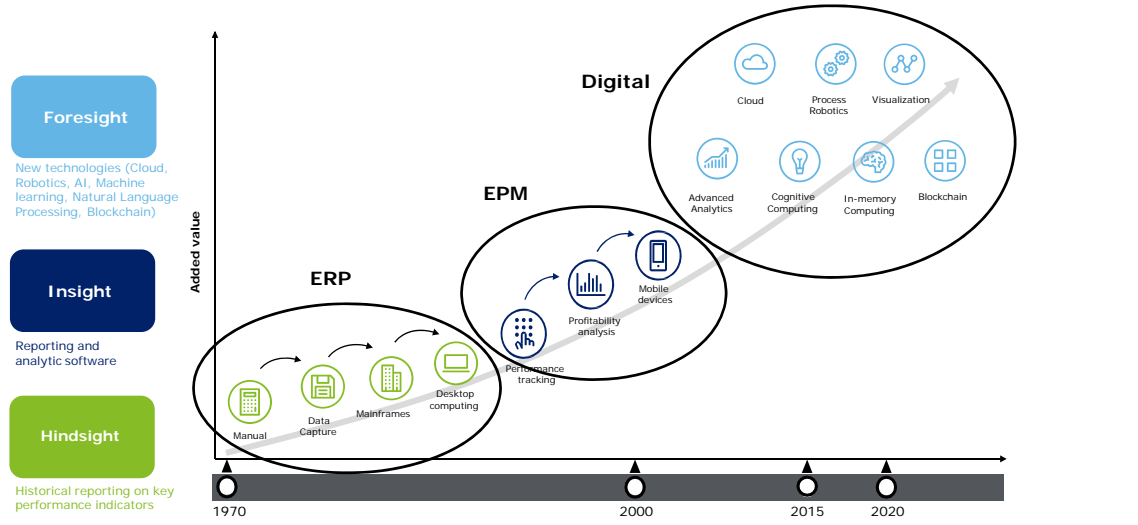 Foresight
New technologies (Cloud,
Robotics, AI, Machine
learning, Natural Language
Processing, Blockchain)
Insight
Reporting and
analytic software
Hindsight
Historical reporting on key
performance indicators
Added value
ERP
Manual
Data
Capture
Mainframes
Desktop
computing
EPM
Performance
tracking
Profitability
analysis
Mobile
devices
Digital
Cloud
Process
Robotics
Visualization
Advanced
Analytics
Cognitive
Computing
In-memory
Computing
Blockchain
1970
2000
2015
2020